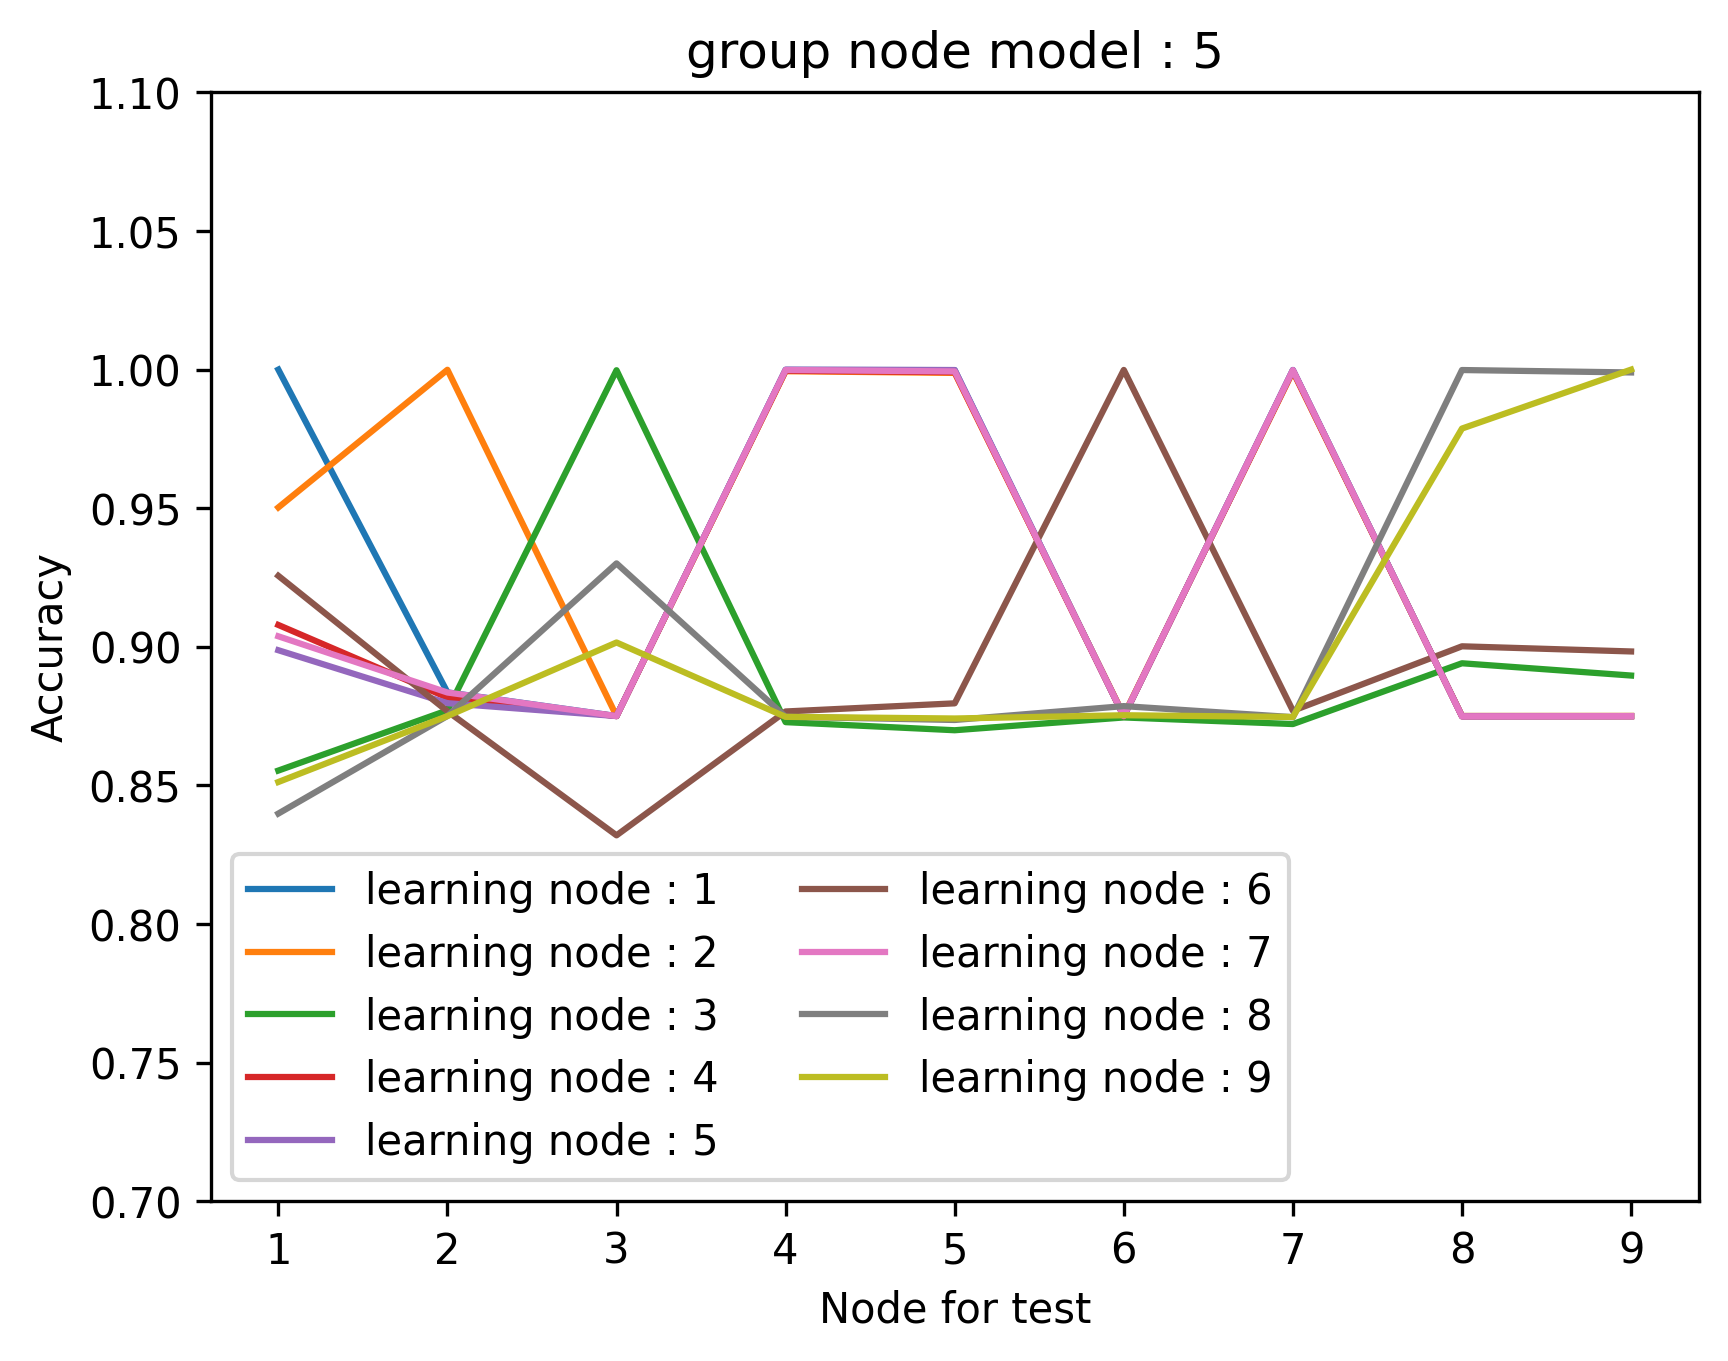 group node model : 5
1.10
1.05
1.00
0.95
0.90
0.85
0.80
0.75
0.70
Accuracy
learning node : 1
learning node : 2
learning node : 3
learning node : 4
learning node : 5
learning node : 6
learning node : 7
learning node : 8
learning node : 9
1 2 3 4 5 6 7 8 9
Node for test